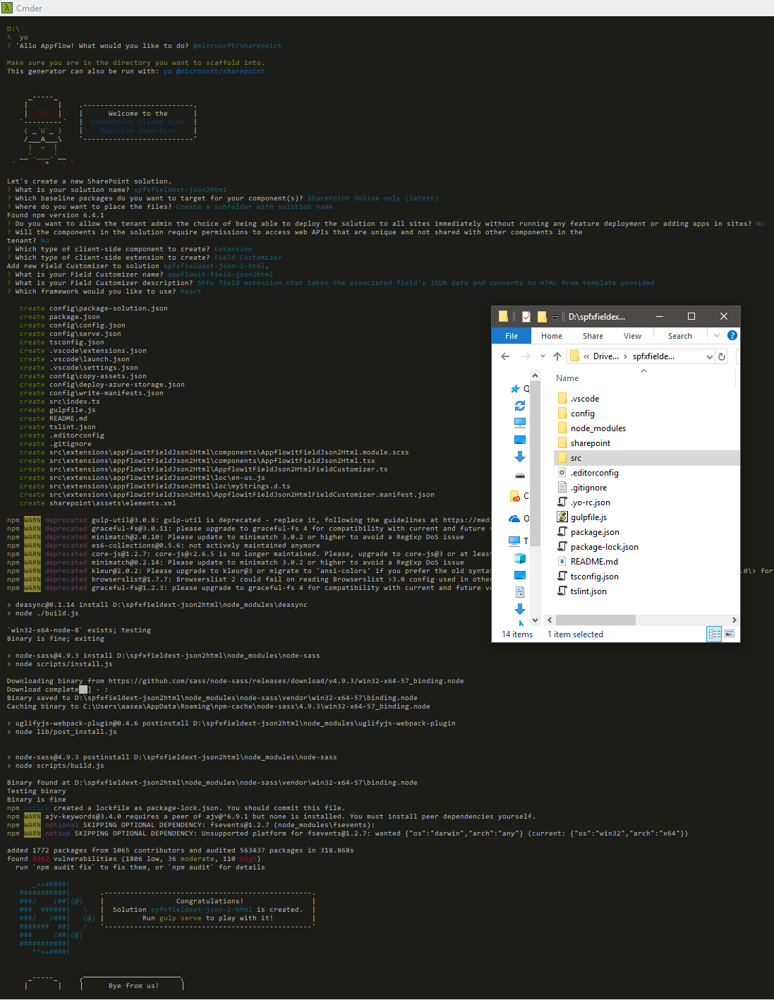 Cmder
D:\
λ  yo
? 'Allo Appflow! What would you like to do? @microsoft/sharepoint
Make sure you are in the directory you want to scaffold into.
This generator can also be run with: yo @microsoft/sharepoint
Welcome to the
SharePoint Client-side
Solution Generator
Let's create a new SharePoint solution.
? What is your solution name? spfxfieldext-json2html
? Which baseline packages do you want to target for your component(s)? SharePoint Online only (latest)
? Where do you want to place the files? Create a subfolder with solution name
Found npm version 6.4.1
? Do you want to allow the tenant admin the choice of being able to deploy the solution to all sites immediately without running any feature deployment or adding apps in sites? No
? Will the components in the solution require permissions to access web APIs that are unique and not shared with other components in the
tenant? No
? Which type of client-side component to create? Extension
? Which type of client-side extension to create? Field Customizer
Add new Field Customizer to solution spfxfieldext-json-2-html.
? What is your Field Customizer name? appflowit-field-json2html
? What is your Field Customizer description? SPFx field extension that takes the associated field's JSON data and converts to HTML from template provided
? Which framework would you like to use? React
create config\package-solution.json
create package.json
create config\config.json
create config\serve.json
create tsconfig.json
create .vscode\extensions.json
create .vscode\launch.json
create .vscode\settings.json
create config\copy-assets.json
create config\deploy-azure-storage.json
create config\write-manifests.json
create src\index.ts
create gulpfile.js
create README.md
create tslint.json
create .editorconfig
create .gitignore
create src\extensions\appflowitFieldJson2Html\components\AppflowitFieldJson2Html.module.scss
create src\extensions\appflowitFieldJson2Html\components\AppflowitFieldJson2Html.tsx
create src\extensions\appflowitFieldJson2Html\AppflowitFieldJson2HtmlFieldCustomizer.ts
create src\extensions\appflowitFieldJson2Html\loc\en-us.js
create src\extensions\appflowitFieldJson2Html\loc\myStrings.d.ts
create src\extensions\appflowitFieldJson2Html\AppflowitFieldJson2HtmlFieldCustomizer.manifest.json
create sharepoint\assets\elements.xml
npm WARN deprecated gulp-util@3.0.8: gulp-util is deprecated - replace it, following the guidelines at https://medi
npm WARN deprecated graceful-fs@3.0.11: please upgrade to graceful-fs 4 for compatibility with current and future
npm WARN deprecated minimatch@2.0.10: Please update to minimatch 3.0.2 or higher to avoid a RegExp DoS issue
npm WARN deprecated es6-collections@0.5.6: not actively maintained anymore
npm WARN deprecated core-js@1.2.7: core-js@<2.6.5 is no longer maintained. Please, upgrade to core-js@3 or at least
npm WARN deprecated minimatch@0.2.14: Please update to minimatch 3.0.2 or higher to avoid a RegExp DoS issue
npm WARN deprecated kleur@2.0.2: Please upgrade to kleur@3 or migrate to 'ansi-colors' if you prefer the old synta .0\> for
npm WARN deprecated browserslist@1.7.7: Browserslist 2 could fail on reading Browserslist >3.0 config used in other
npm WARN deprecated graceful-fs@1.2.3: please upgrade to graceful-fs 4 for compatibility with current and future ve
> deasync@0.1.14 install D:\spfxfieldext-json2html\node_modules\deasync
> node ./build.js
`win32-x64-node-8` exists; testing
Binary is fine; exiting
> node-sass@4.9.3 install D:\spfxfieldext-json2html\node_modules\node-sass
> node scripts/install.js
Downloading binary from https://github.com/sass/node-sass/releases/download/v4.9.3/win32-x64-57_binding.node
Download complete ] - :
Binary saved to D:\spfxfieldext-json2html\node_modules\node-sass\vendor\win32-x64-57\binding.node
Caching binary to C:\Users\aasea\AppData\Roaming\npm-cache\node-sass\4.9.3\win32-x64-57_binding.node
> uglifyjs-webpack-plugin@0.4.6 postinstall D:\spfxfieldext-json2html\node_modules\uglifyjs-webpack-plugin
> node lib/post_install.js
> node-sass@4.9.3 postinstall D:\spfxfieldext-json2html\node_modules\node-sass
> node scripts/build.js
Binary found at D:\spfxfieldext-json2html\node_modules\node-sass\vendor\win32-x64-57\binding.node
Testing binary
Binary is fine
npm notice created a lockfile as package-lock.json. You should commit this file.
npm WARN ajv-keywords@3.4.0 requires a peer of ajv@^6.9.1 but none is installed. You must install peer dependencies yourself.
npm WARN optional SKIPPING OPTIONAL DEPENDENCY: fsevents@1.2.7 (node_modules\fsevents):
npm WARN notsup SKIPPING OPTIONAL DEPENDENCY: Unsupported platform for fsevents@1.2.7: wanted {"os":"darwin","arch":"any"} (current: {"os":"win32","arch":"x64"})
added 1772 packages from 1065 contributors and audited 563437 packages in 318.868s
found 1952 vulnerabilities (1806 low, 36 moderate, 110 high)
run `npm audit fix` to fix them, or `npm audit` for details
Congratulations!
Solution spfxfieldext-json-2-html is created.
Run gulp serve to play with it!
Bye from us!
D:\spfxfieldex...
File Home Share View Search
« Drive... › spfxfielde...
Name
Q
C
O
T
.vscode
config
node_modules
sharepoint
src
.editorconfig
.gitignore
.yo-rc.json
gulpfile.js
package.json
package-lock.json
README.md
tsconfig.json
tslint.json
14 items 1 item selected